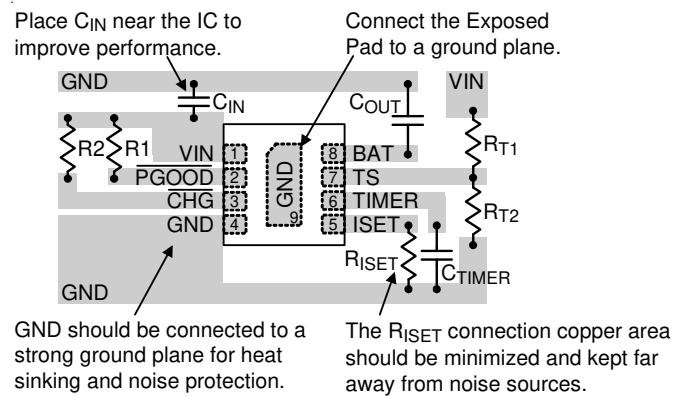 Place CIN near the IC to
improve performance.
Connect the Exposed
Pad to a ground plane.
GND
CIN
COUT
VIN
R2
R1
RT1
VIN
1
8
BAT
PGOOD
2
7
TS
CHG
3
6
TIMER
GND
4
5
ISET
GND
9
RT2
RISET
CTIMER
GND
GND should be connected to a
strong ground plane for heat
sinking and noise protection.
The RISET connection copper area
should be minimized and kept far
away from noise sources.